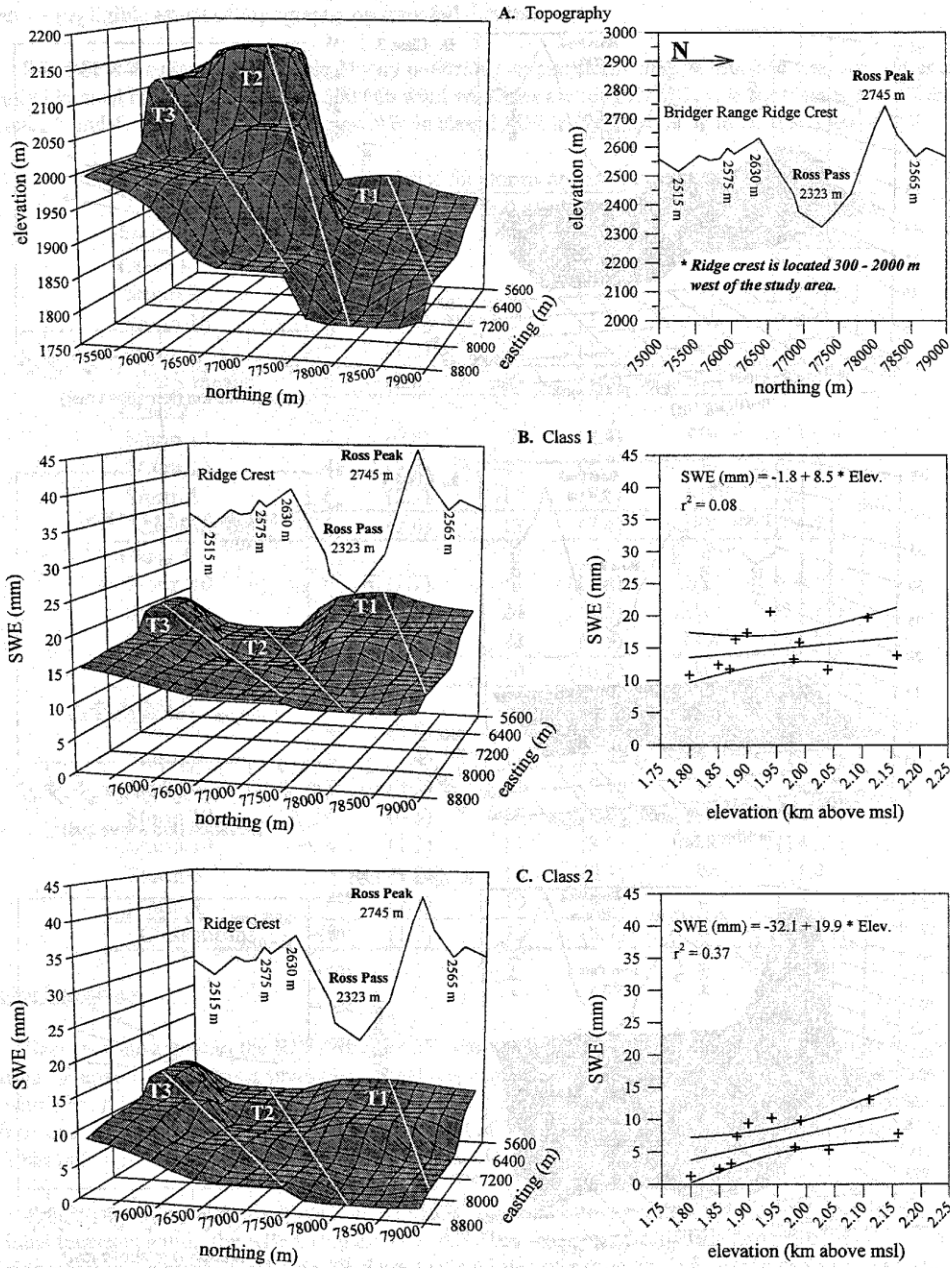 A. Topography
2200
2150
2100
2050
2000
1950
1900
1850
1800
1750
elevation (m)
T3
T2
T1
75500
76000
76500
77000
77500
78000
78500
79000
northing (m)
5600
6400
7200
8000
8800
easting (m)
3000
2900
2800
2700
2600
2500
2400
2300
2200
2100
2000
elevation (m)
N
Ross Peak
2745 m
Bridger Range Ridge Crest
2515 m
2575 m
2630 m
Ross Pass
2323 m
2565 m
* Ridge crest is located 300 - 2000 m
west of the study area.
75000
75500
76000
76500
77000
77500
78000
78500
79000
northing (m)
B. Class 1
45
40
35
30
25
20
15
10
5
0
SWE (mm)
Ridge Crest
Ross Peak
2745 m
2515 m
2575 m
2630 m
Ross Pass
2323 m
2565 m
T3
T2
T1
76000
76500
77000
77500
78000
78500
79000
northing (m)
5600
6400
7200
8000
8800
easting (m)
45
40
35
30
25
20
15
10
5
0
SWE (mm)
SWE (mm) = -1.8 + 8.5 * Elev.
r² = 0.08
1.75
1.80
1.85
1.90
1.95
2.00
2.05
2.10
2.15
2.20
2.25
elevation (km above msl)
C. Class 2
45
40
35
30
25
20
15
10
5
0
SWE (mm)
Ridge Crest
Ross Peak
2745 m
2515 m
2575 m
2630 m
Ross Pass
2323 m
2565 m
T3
T2
T1
76000
76500
77000
77500
78000
78500
79000
northing (m)
5600
6400
7200
8000
8800
easting (m)
45
40
35
30
25
20
15
10
5
0
SWE (mm)
SWE (mm) = -32.1 + 19.9 * Elev.
r² = 0.37
1.75
1.80
1.85
1.90
1.95
2.00
2.05
2.10
2.15
2.20
2.25
elevation (km above msl)